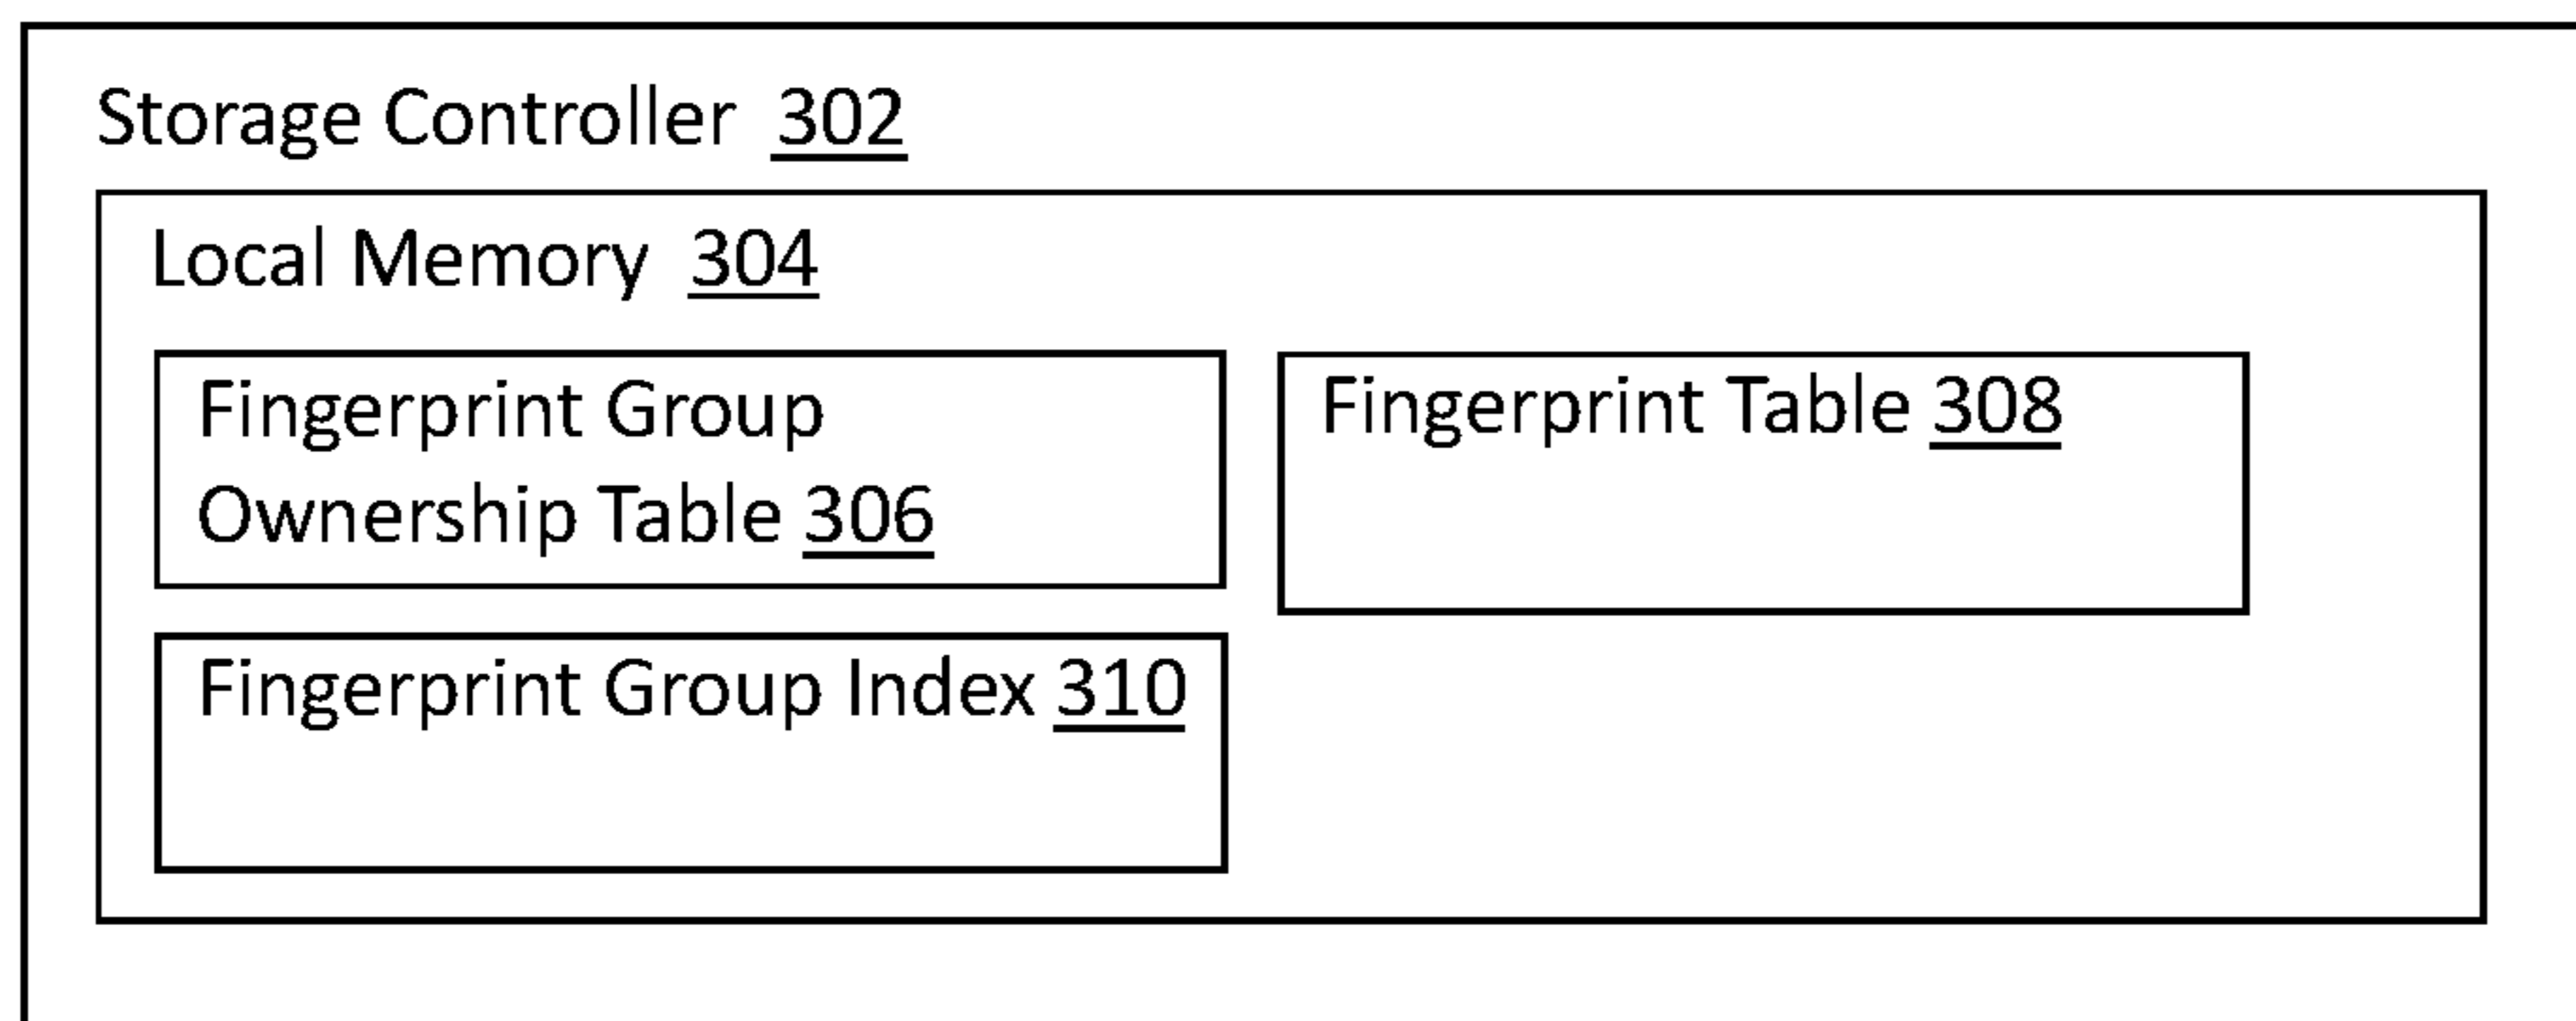 Storage Controller 302
Local Memory 304
Fingerprint Group
Ownership Table 306
Fingerprint Table 308
Fingerprint Group Index 310